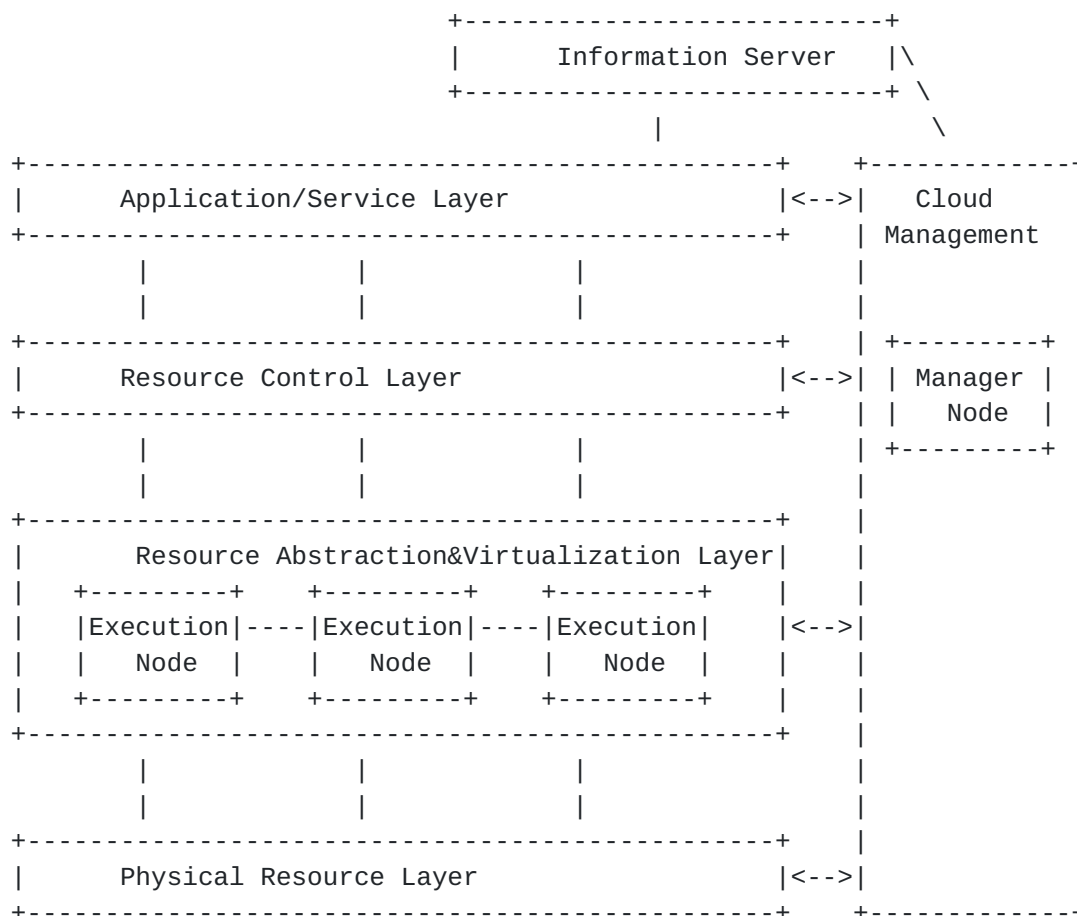 Information Server
Application/Service Layer
Cloud
Management
Resource Control Layer
Manager
Node
Resource Abstraction&Virtualization Layer
Execution Execution Execution
Node Node Node
Physical Resource Layer